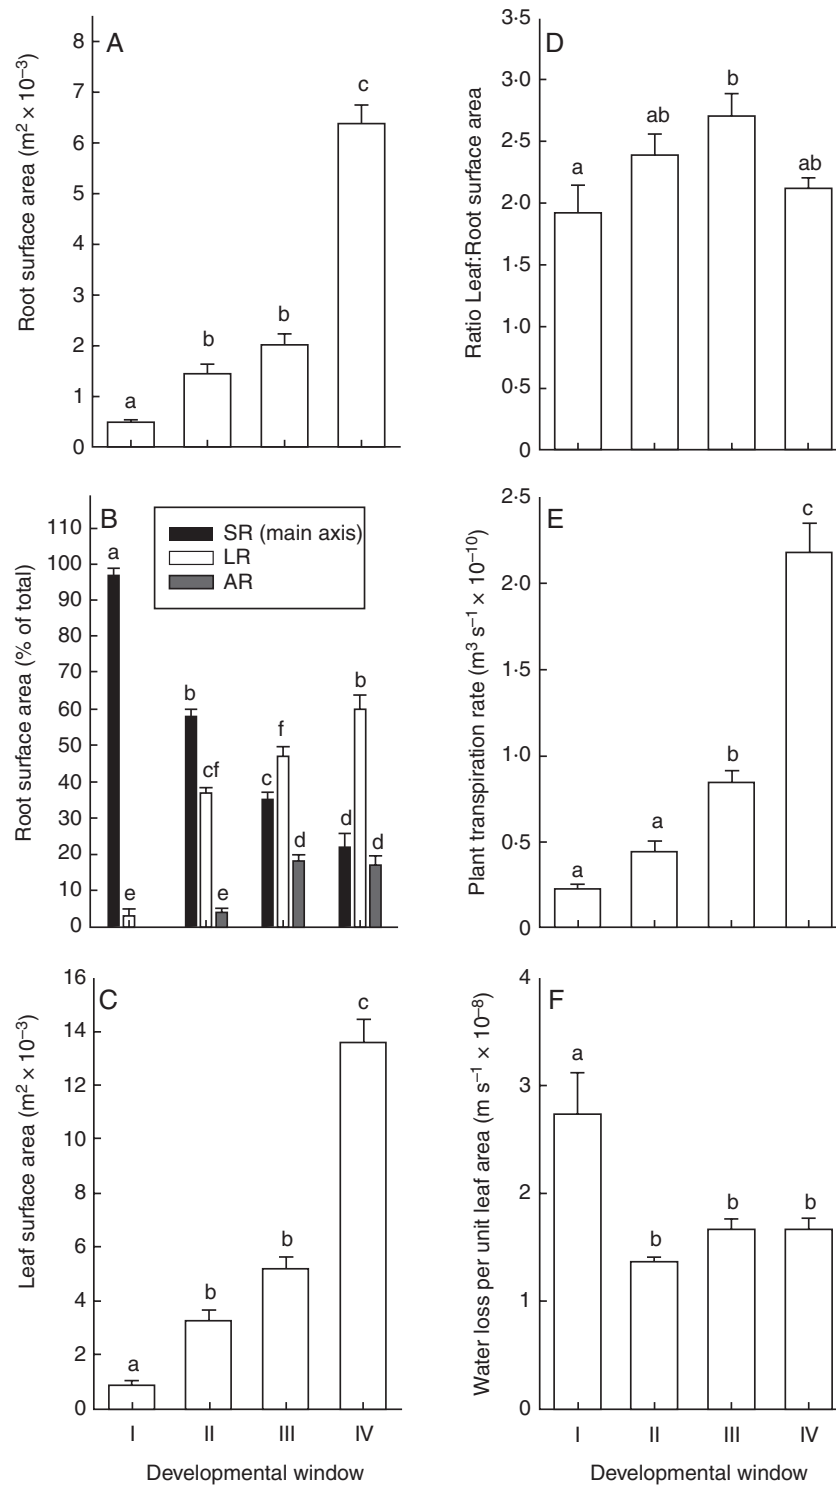 A
Root surface area (m² × 10⁻³)
8
7
6
5
4
3
2
1
0
a
b
b
c
B
Root surface area (% of total)
110
100
90
80
70
60
50
40
30
20
10
0
SR (main axis)
LR
AR
a
e
b
cf
e
c
f
d
d
b
d
C
Leaf surface area (m² × 10⁻³)
16
14
12
10
8
6
4
2
0
a
b
b
c
I II III IV
Developmental window
D
Ratio Leaf:Root surface area
3·5
3·0
2·5
2·0
1·5
1·0
0·5
0
a
ab
b
ab
E
Plant transpiration rate (m³ s⁻¹ × 10⁻¹⁰)
2·5
2·0
1·5
1·0
0·5
0
a
a
b
c
F
Water loss per unit leaf area (m s⁻¹ × 10⁻⁸)
4
3
2
1
0
a
b
b
b
I II III IV
Developmental window